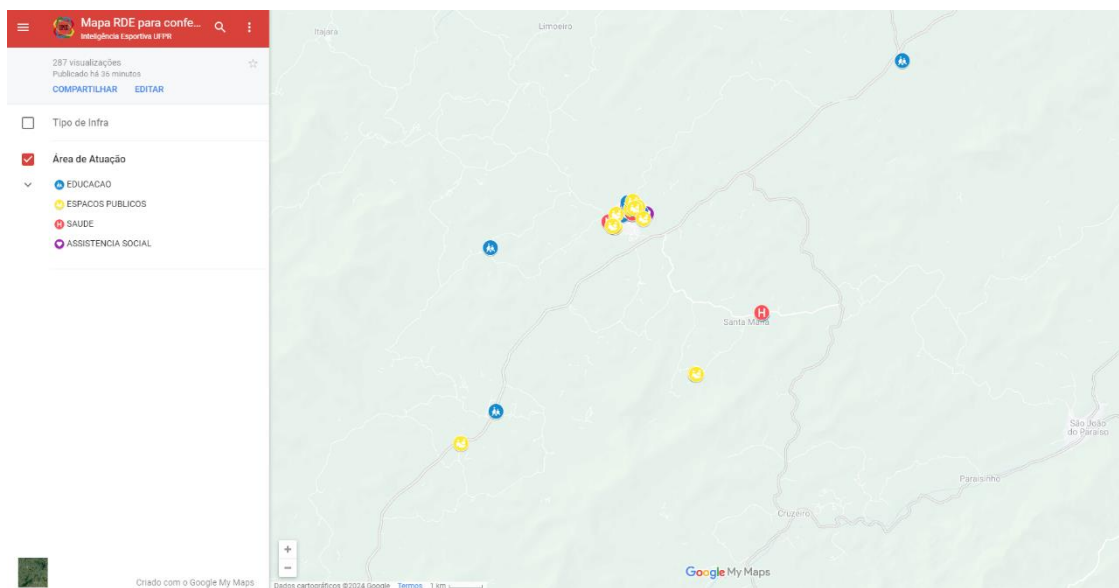 Mapa RDE para confe...
Inteligência Esportiva UFPR
287 visualizações
Publicado há 36 minutos
COMPARTILHAR EDITAR
Tipo de Infra
Área de Atuação
EDUCACAO
ESPACOS PUBLICOS
H SAUDE
ASSISTENCIA SOCIAL
Criado com o Google My Maps
Itajara
Limoeiro
H
Santa Maria
São João
do Paraíso
Paraisinho
Cruzeiro
+
−
Google My Maps
Dados cartográficos ©2024 Google Termos 1 km